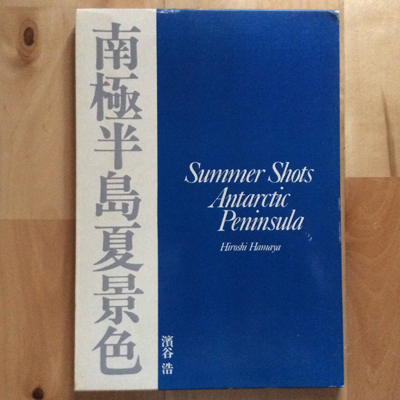 南極半島夏景色
濱谷浩
Summer Shots
Antarctic
Peninsula
Hiroshi Hamaya